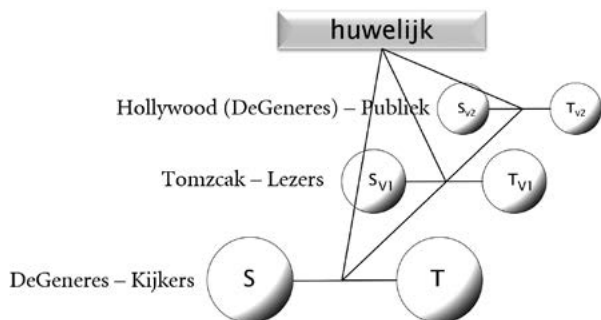 huwelijk
Hollywood (DeGeneres) – Publiek Sv2 Tv2
Tomzcak – Lezers SV1 TV1
DeGeneres – Kijkers S T